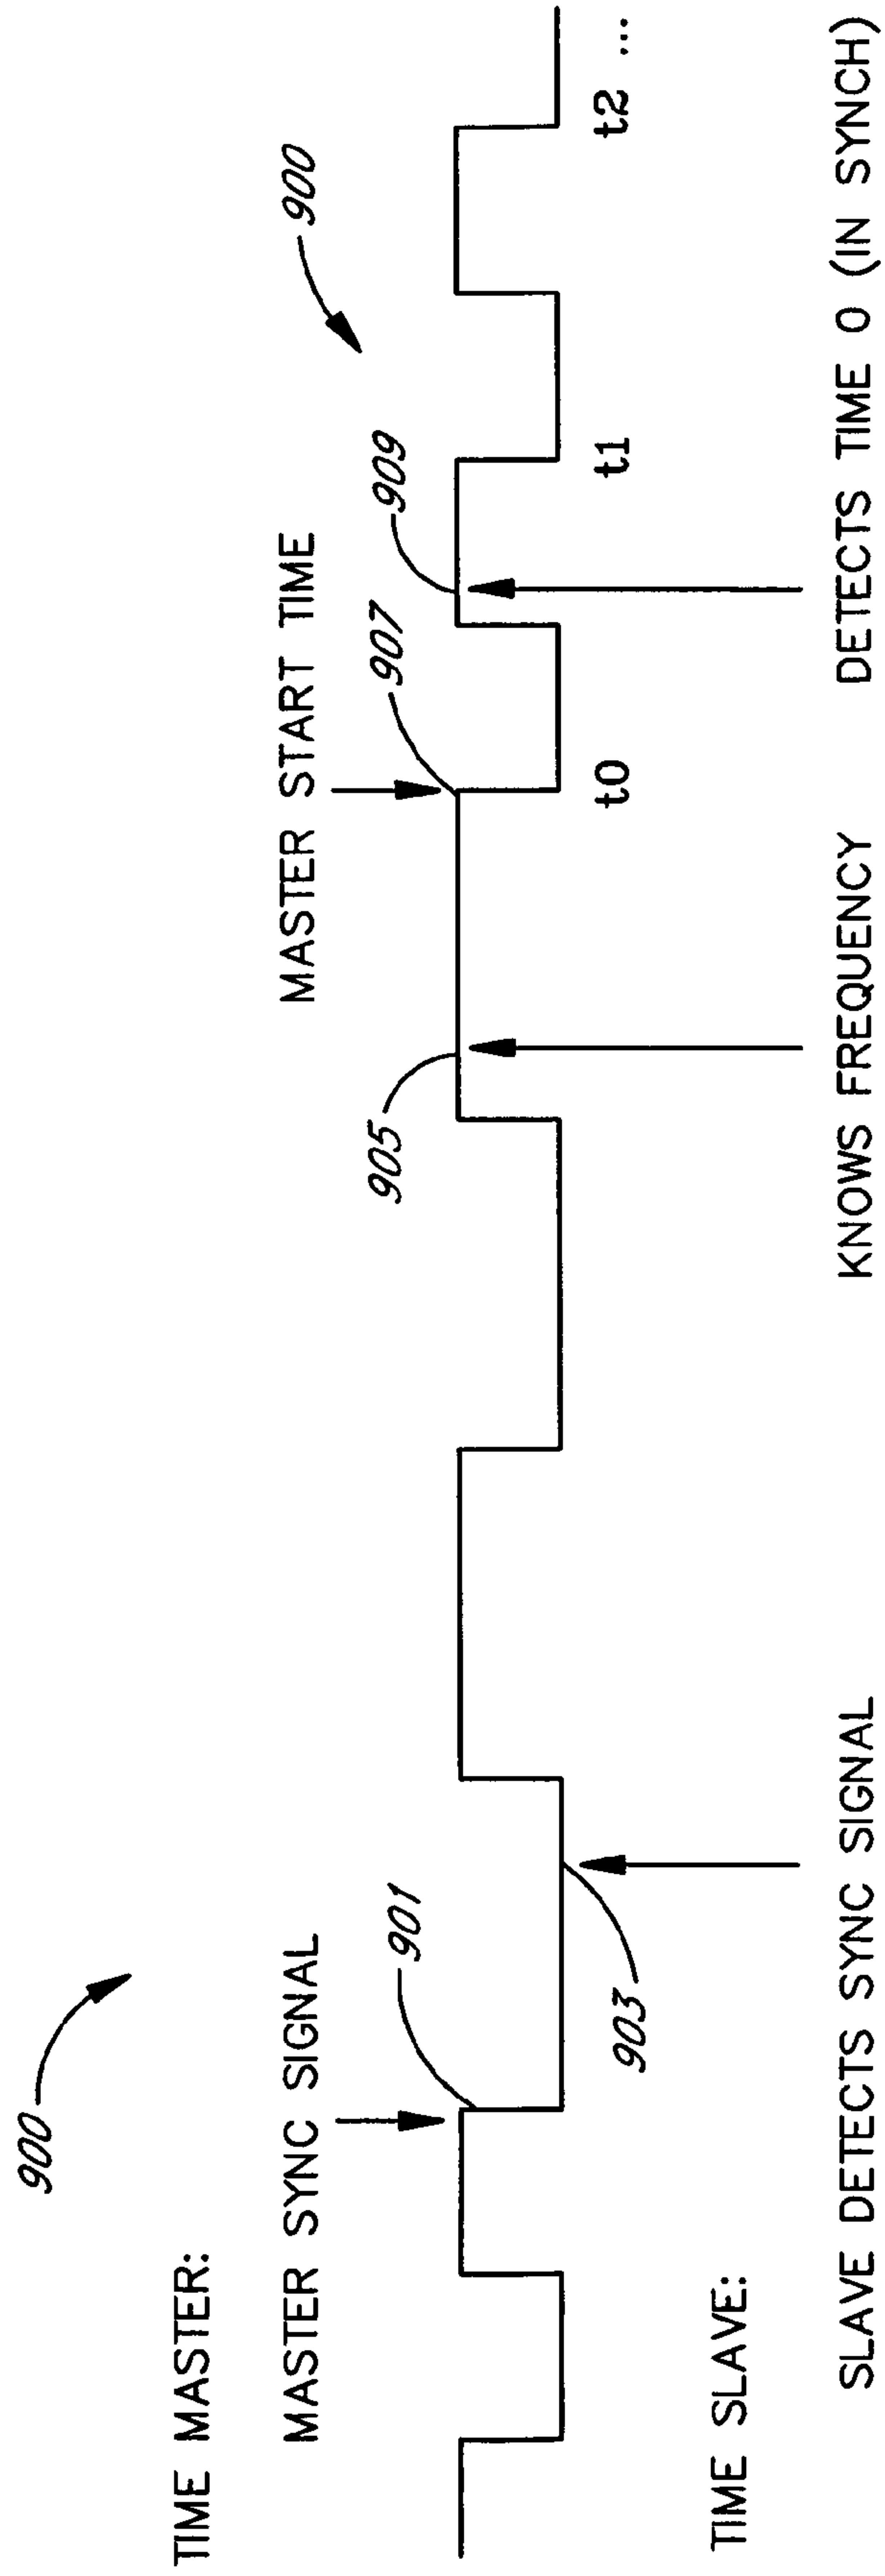 900
TIME MASTER:
MASTER SYNC SIGNAL
901
903
TIME SLAVE:
SLAVE DETECTS SYNC SIGNAL
905
KNOWS FREQUENCY
MASTER START TIME
907
909
900
t0
t1
t2 ...
DETECTS TIME 0 (IN SYNCH)